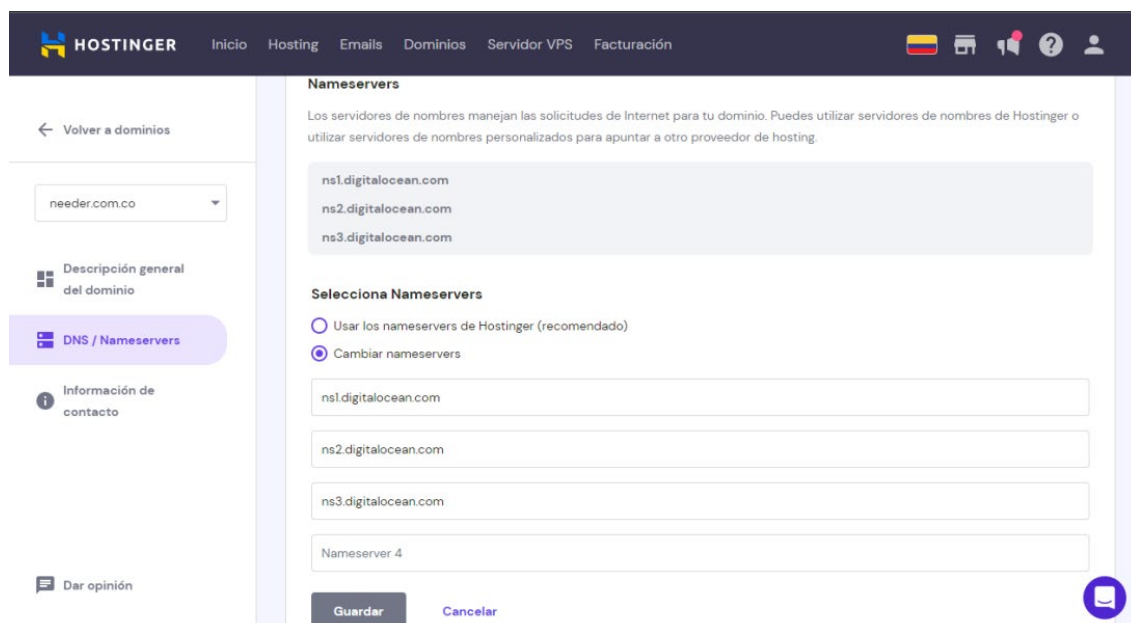 HOSTINGER Inicio Hosting Emails Dominios Servidor VPS Facturación
Volver a dominios
needer.com.co
Descripción general
del dominio
DNS / Nameservers
Información de
contacto
Dar opinión
Nameservers
Los servidores de nombres manejan las solicitudes de Internet para tu dominio. Puedes utilizar servidores de nombres de Hostinger o
utilizar servidores de nombres personalizados para apuntar a otro proveedor de hosting.
ns1.digitalocean.com
ns2.digitalocean.com
ns3.digitalocean.com
Selecciona Nameservers
Usar los nameservers de Hostinger (recomendado)
Cambiar nameservers
ns1.digitalocean.com
ns2.digitalocean.com
ns3.digitalocean.com
Nameserver 4
Guardar Cancelar